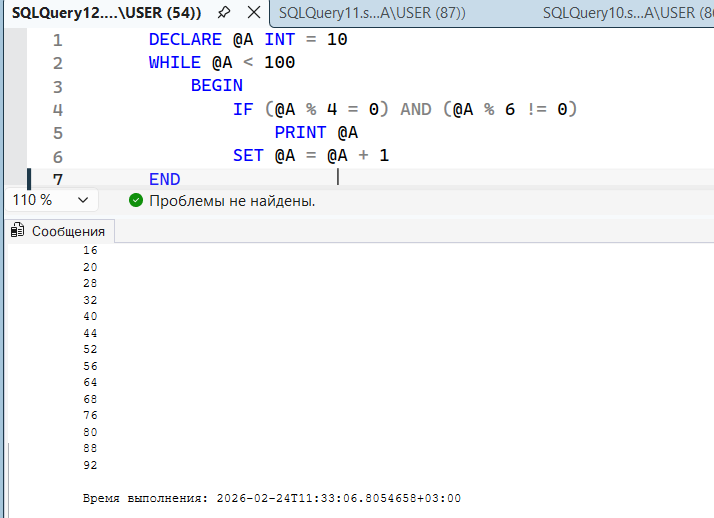 SQLQuery12....\USER (54)) SQLQuery11.s...A\USER (87)) SQLQuery10.s...A\USER (8
1 DECLARE @A INT = 10
2 WHILE @A < 100
3 BEGIN
4 IF (@A % 4 = 0) AND (@A % 6 != 0)
5 PRINT @A
6 SET @A = @A + 1
7 END
110 % Проблемы не найдены.
Сообщения
16
20
28
32
40
44
52
56
64
68
76
80
88
92
Время выполнения: 2026-02-24T11:33:06.8054658+03:00